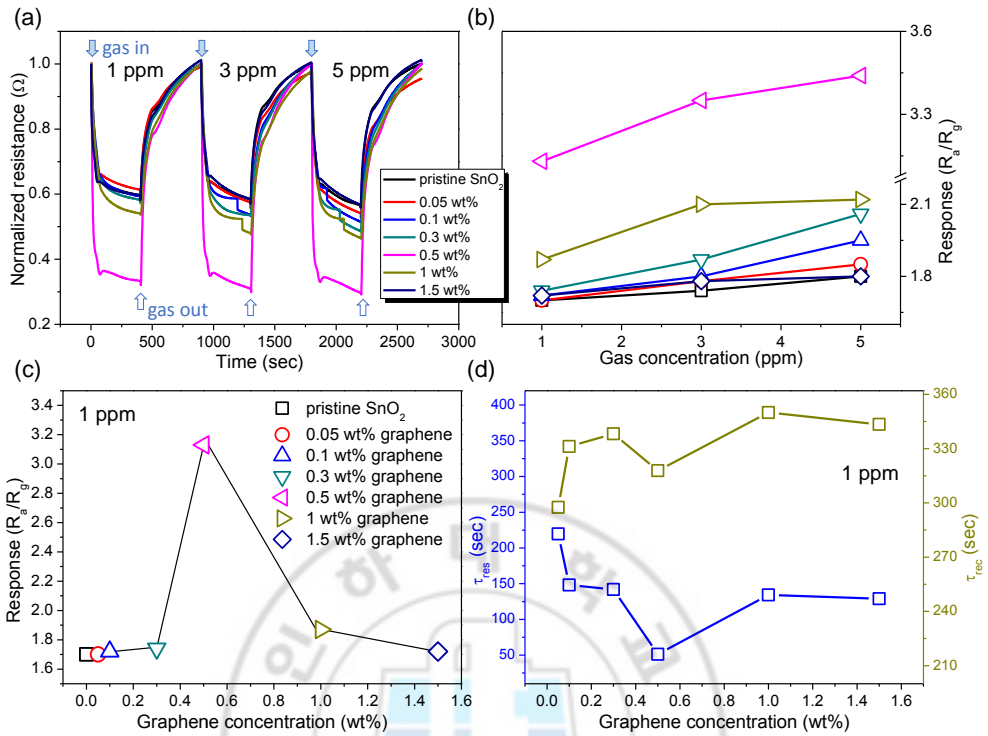 (a)
gas in
1 ppm
3 ppm
5 ppm
gas out
1.0
0.8
0.6
0.4
0.2
Normalized resistance (Ω)
0
500
1000
1500
2000
2500
3000
Time (sec)
pristine SnO2
0.05 wt%
0.1 wt%
0.3 wt%
0.5 wt%
1 wt%
1.5 wt%
(b)
3.6
3.3
2.1
1.8
Response (Ra/Rg)
1
2
3
4
5
Gas concentration (ppm)
(c)
1 ppm
pristine SnO2
0.05 wt% graphene
0.1 wt% graphene
0.3 wt% graphene
0.5 wt% graphene
1 wt% graphene
1.5 wt% graphene
3.4
3.2
3.0
2.8
2.6
2.4
2.2
2.0
1.8
1.6
Response (Ra/Rg)
0.0
0.2
0.4
0.6
0.8
1.0
1.2
1.4
1.6
Graphene concentration (wt%)
(d)
1 ppm
400
350
300
250
200
150
100
50
τres (sec)
360
330
300
270
240
210
τrec (sec)
0.0
0.3
0.6
0.9
1.2
1.5
Graphene concentration (wt%)
인하대학교